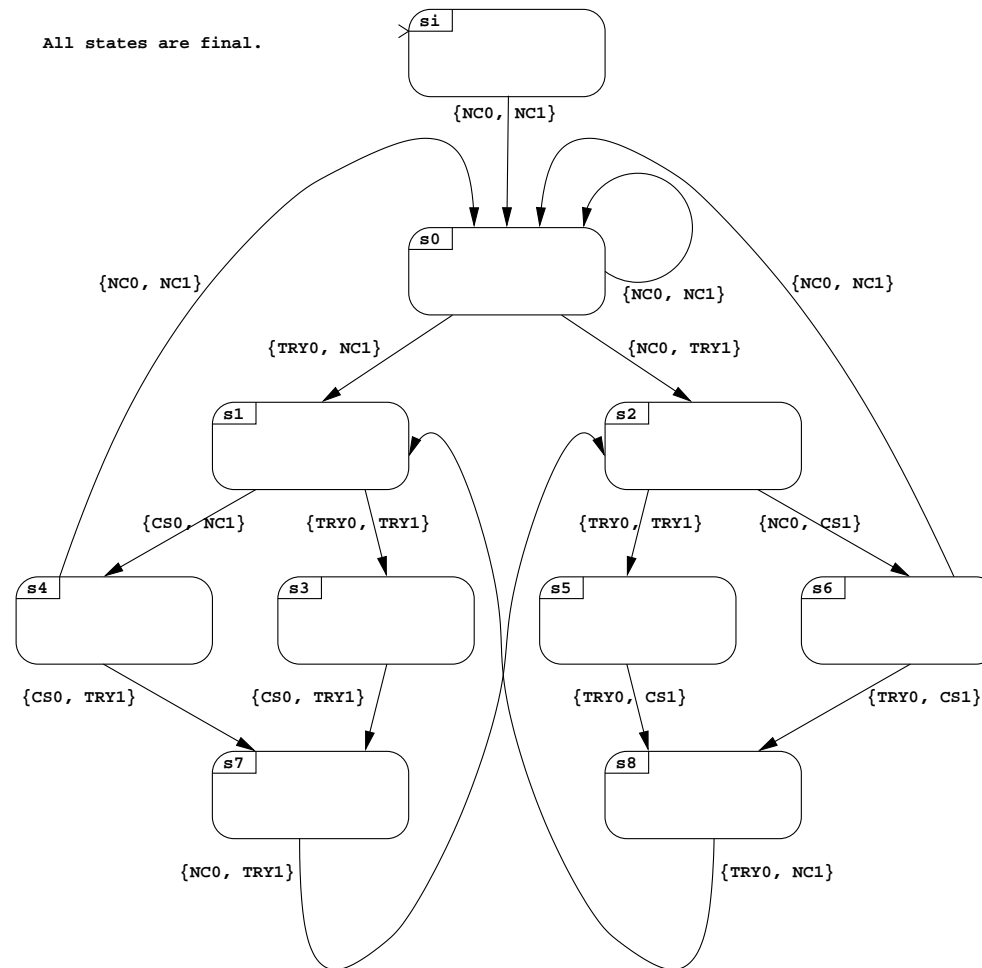 si
All states are final.
{NC0, NC1}
s0
{NC0, NC1}
{NC0, NC1}
{NC0, NC1}
{TRY0, NC1}
{NC0, TRY1}
s1
s2
{CS0, NC1}
{TRY0, TRY1}
{TRY0, TRY1}
{NC0, CS1}
s4
s3
s5
s6
{CS0, TRY1}
{CS0, TRY1}
{TRY0, CS1}
{TRY0, CS1}
s7
s8
{NC0, TRY1}
{TRY0, NC1}